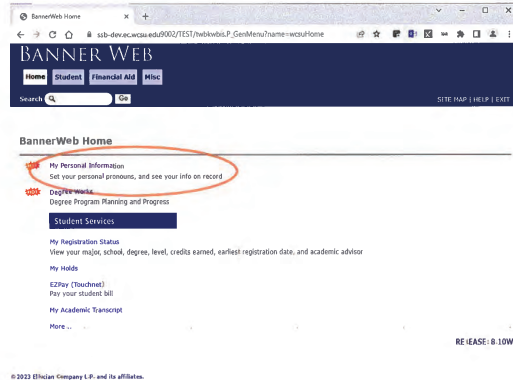 BannerWeb Home
ssb-dev.ec.wcsu.edu9002/TEST/twbkwbis.P_GenMenu?name=wcsuHome
BANNER WEB
Home Student Financial Aid Misc
Search Go
SITE MAP | HELP | EXIT
BannerWeb Home
My Personal Information
Set your personal pronouns, and see your info on record
Degree Works
Degree Program Planning and Progress
Student Services
My Registration Status
View your major, school, degree, level, credits earned, earliest registration date, and academic advisor
My Holds
EZPay (Touchnet)
Pay your student bill
My Academic Transcript
More ..
RELEASE: 8.10W
© 2023 Ellucian Company L.P. and its affiliates.